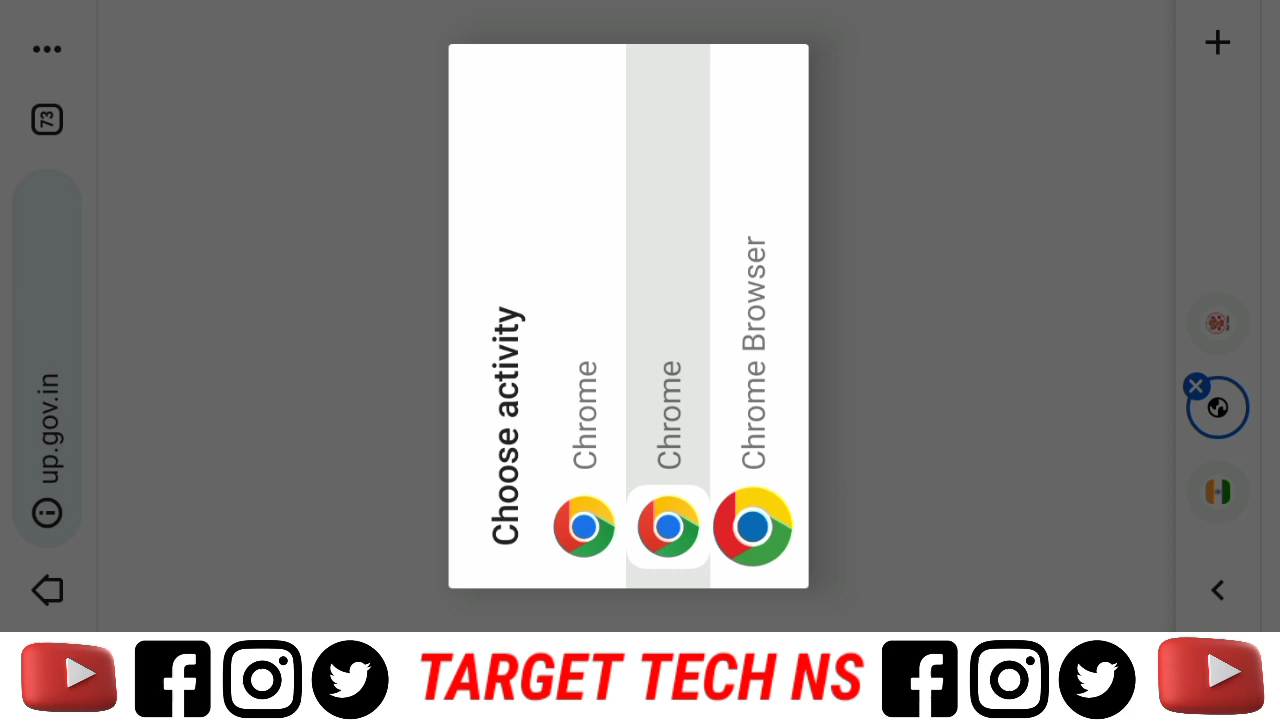 up.gov.in
73
Choose activity
Chrome
Chrome
Chrome Browser
TARGET TECH NS